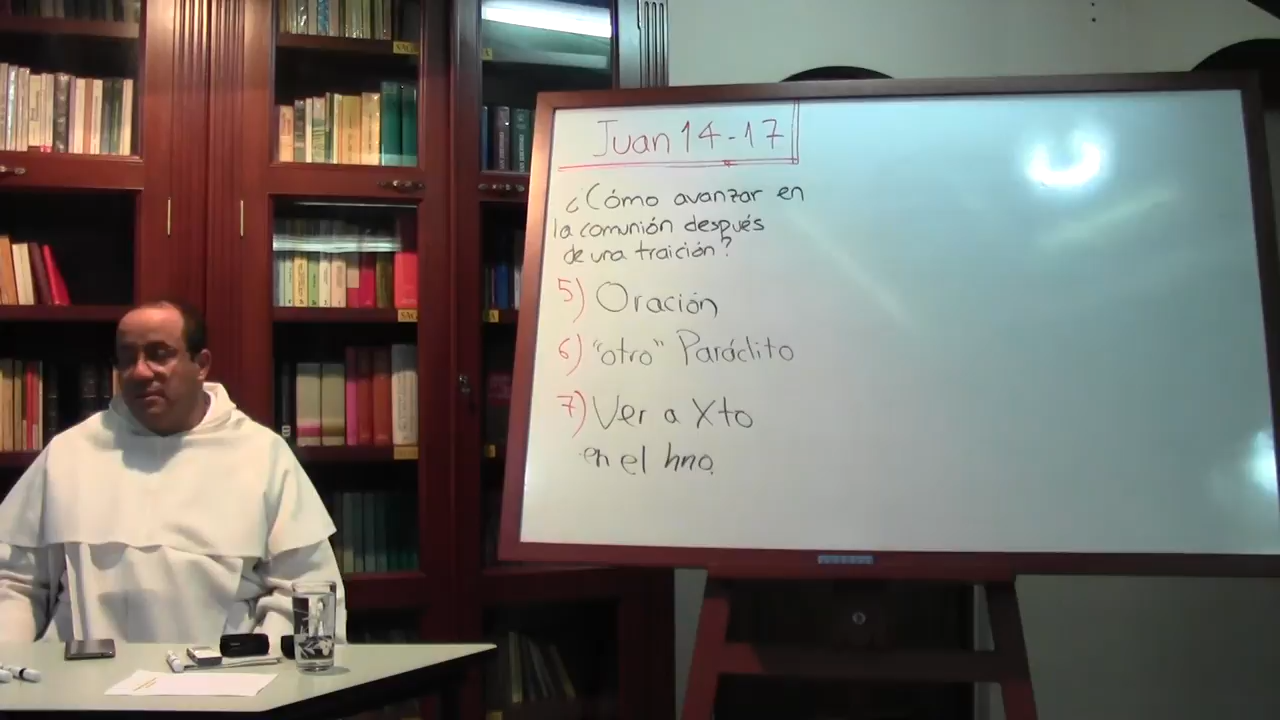 Juan 14-17
¿Cómo avanzar en
la comunión después
de una traición?
5) Oración
6) "otro" Paráclito
7) Ver a Xto
en el hno.